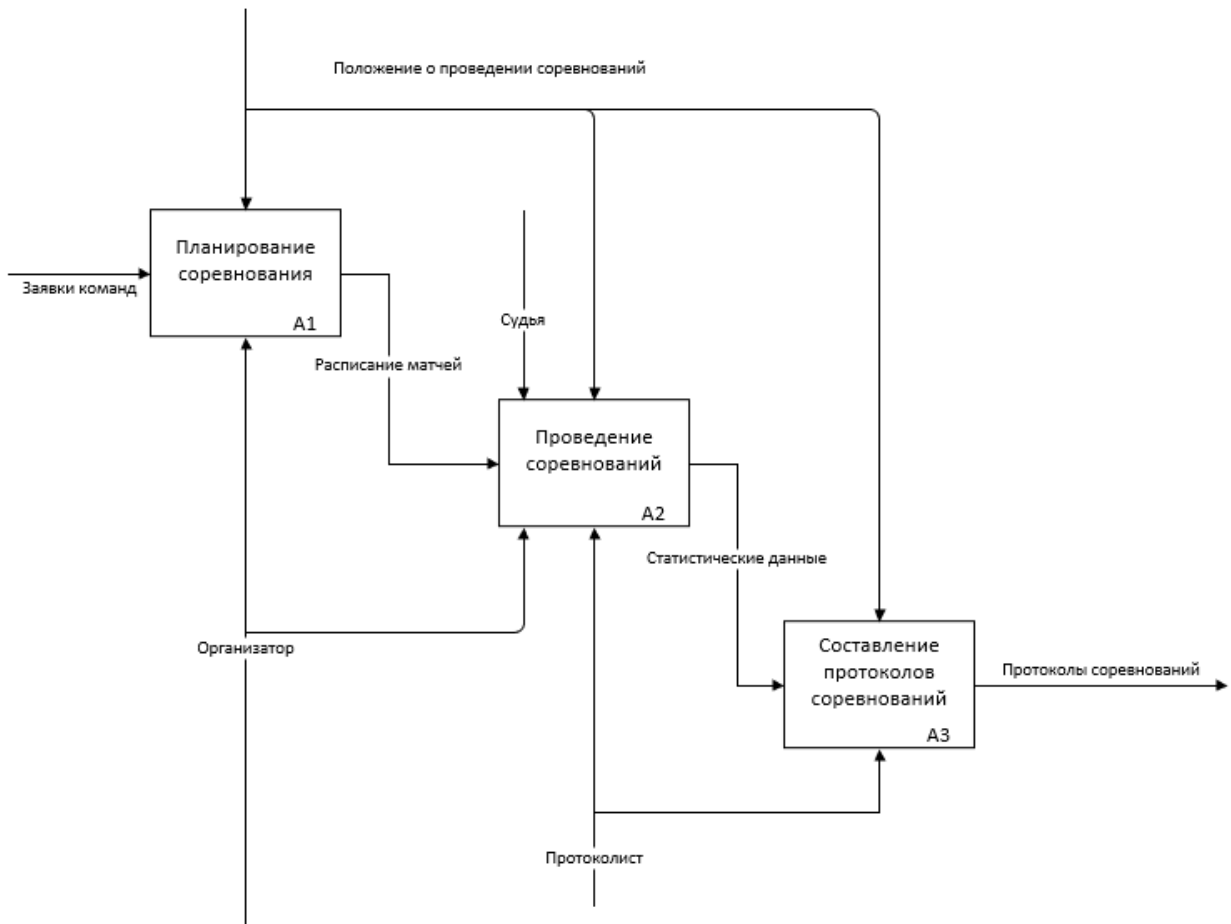 Положение о проведении соревнований
Планирование
соревнования
A1
Заявки команд
Судья
Расписание матчей
Проведение
соревнований
A2
Статистические данные
Организатор
Составление
протоколов
соревнований
A3
Протоколы соревнований
Протоколист